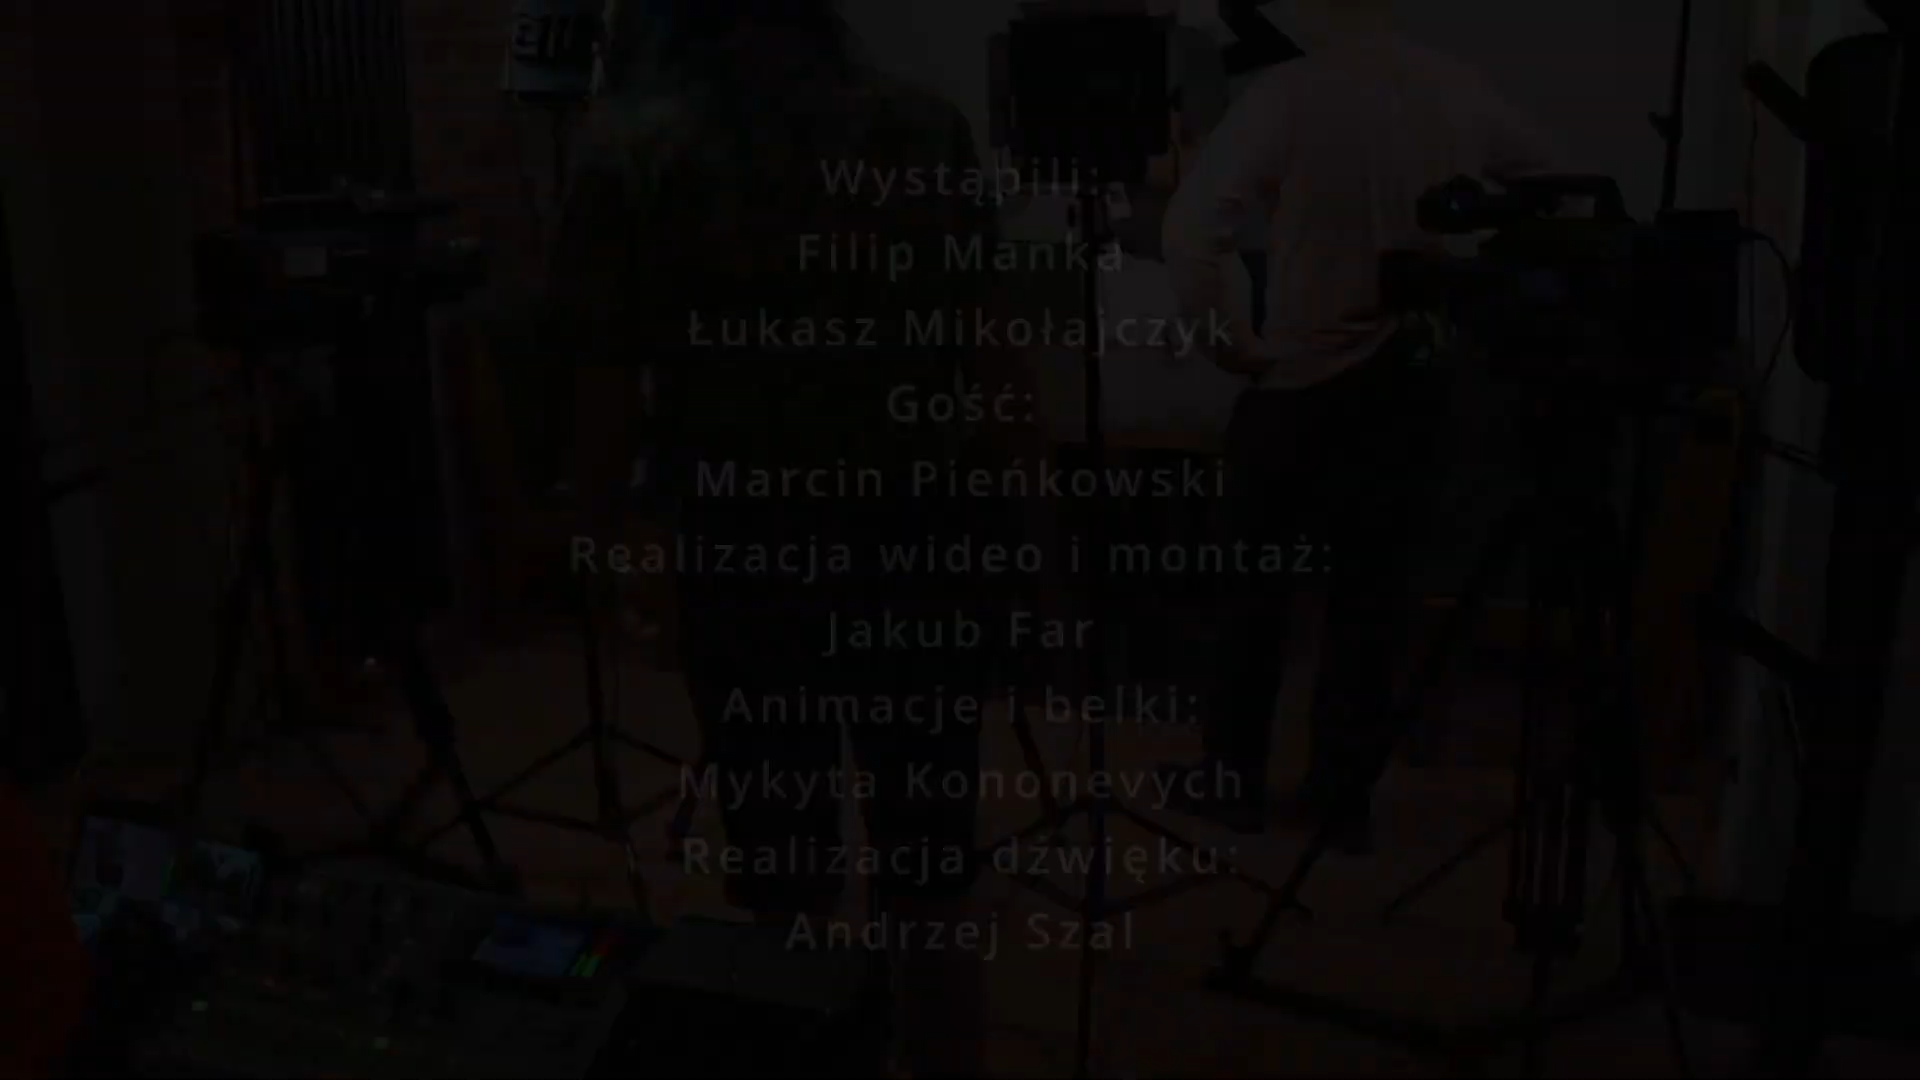 Wystąpili:
Filip Mańka
Łukasz Mikołajczyk
Gość:
Marcin Pieńkowski
Realizacja wideo i montaż:
Jakub Far
Animacje i belki:
Mykyta Kononevych
Realizacja dźwięku:
Andrzej Szal